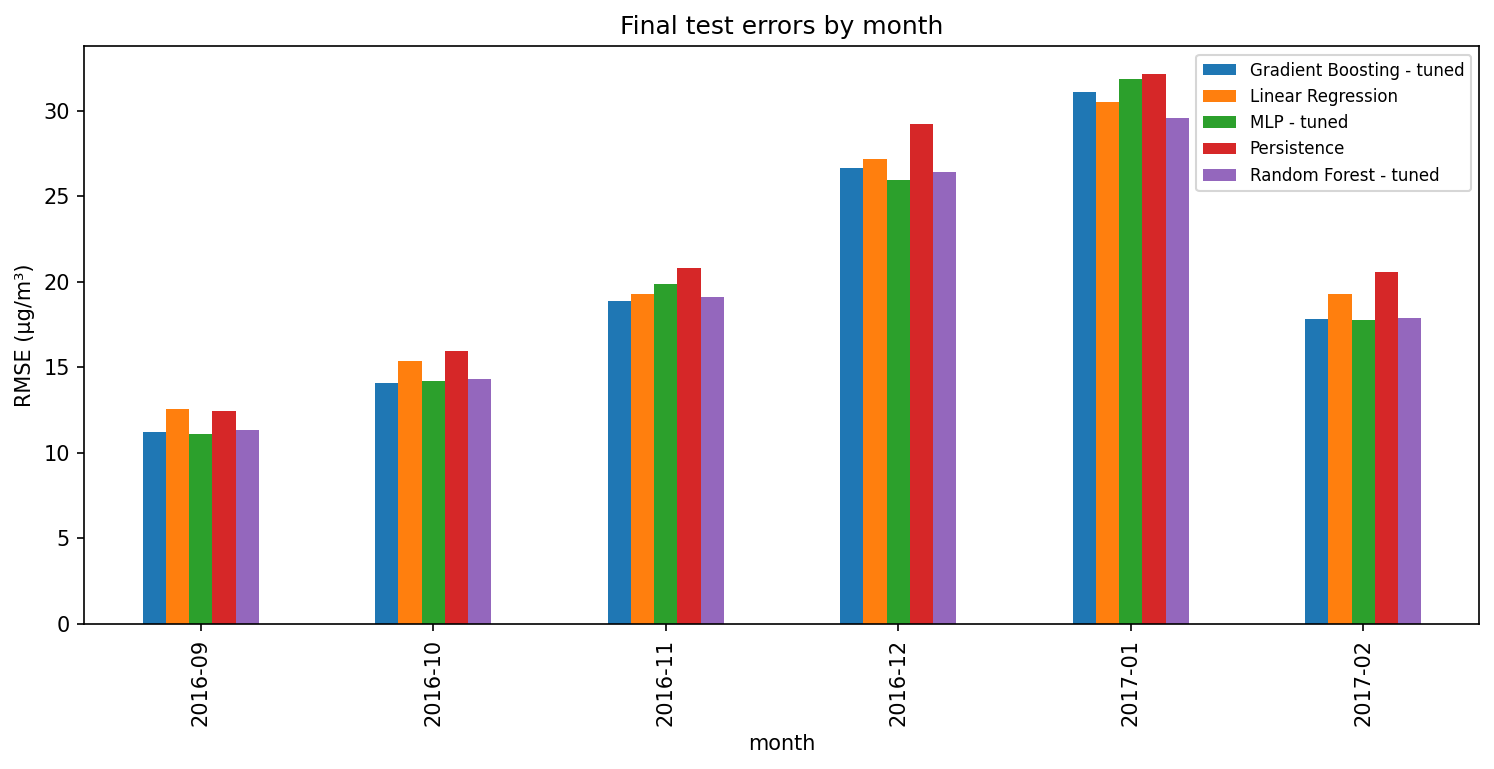 Final test errors by month
Gradient Boosting - tuned
Linear Regression
MLP - tuned
Persistence
Random Forest - tuned
RMSE (µg/m³)
30
25
20
15
10
5
0
2016-09
2016-10
2016-11
2016-12
2017-01
2017-02
month